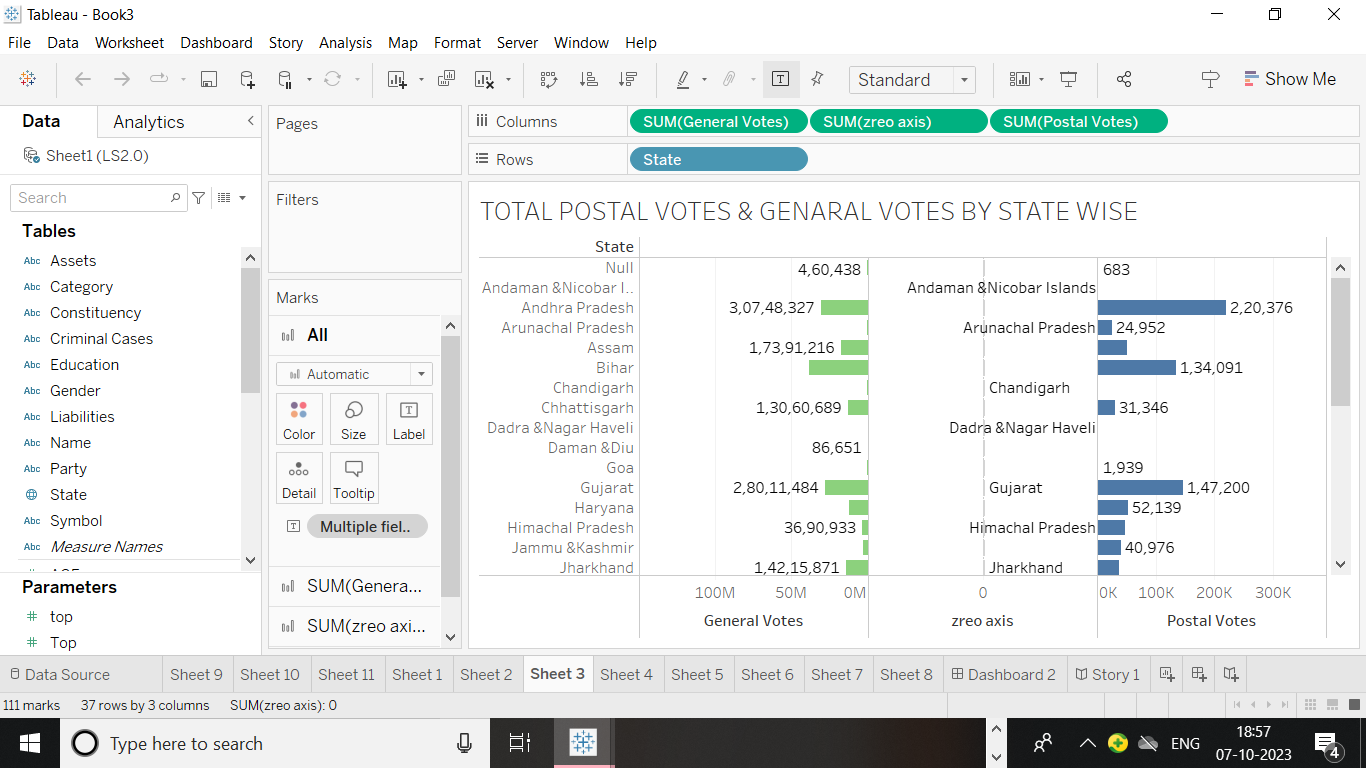 Tableau - Book3
File Data Worksheet Dashboard Story Analysis Map Format Server Window Help
Standard
Show Me
Data Analytics
Sheet1 (LS2.0)
Search
Tables
Abc Assets
Abc Category
Abc Constituency
Abc Criminal Cases
Abc Education
Abc Gender
Abc Liabilities
Abc Name
Abc Party
State
Abc Symbol
Abc Measure Names
Parameters
# top
# Top
Pages
Filters
Marks
All
Automatic
Color Size Label
Detail Tooltip
Multiple fiel..
SUM(Genera...
SUM(zreo axi...
Columns SUM(General Votes) SUM(zreo axis) SUM(Postal Votes)
Rows State
TOTAL POSTAL VOTES & GENARAL VOTES BY STATE WISE
State
Null 4,60,438 683
Andaman &Nicobar I.. Andaman &Nicobar Islands
Andhra Pradesh 3,07,48,327 2,20,376
Arunachal Pradesh Arunachal Pradesh 24,952
Assam 1,73,91,216
Bihar 1,34,091
Chandigarh Chandigarh
Chhattisgarh 1,30,60,689 31,346
Dadra &Nagar Haveli Dadra &Nagar Haveli
Daman &Diu 86,651
Goa 1,939
Gujarat 2,80,11,484 Gujarat 1,47,200
Haryana 52,139
Himachal Pradesh 36,90,933 Himachal Pradesh
Jammu &Kashmir 40,976
Jharkhand 1,42,15,871 Jharkhand
100M 50M 0M 0 0K 100K 200K 300K
General Votes zreo axis Postal Votes
Data Source Sheet 9 Sheet 10 Sheet 11 Sheet 1 Sheet 2 Sheet 3 Sheet 4 Sheet 5 Sheet 6 Sheet 7 Sheet 8 Dashboard 2 Story 1
111 marks 37 rows by 3 columns SUM(zreo axis): 0
Type here to search
ENG
18:57
07-10-2023
4